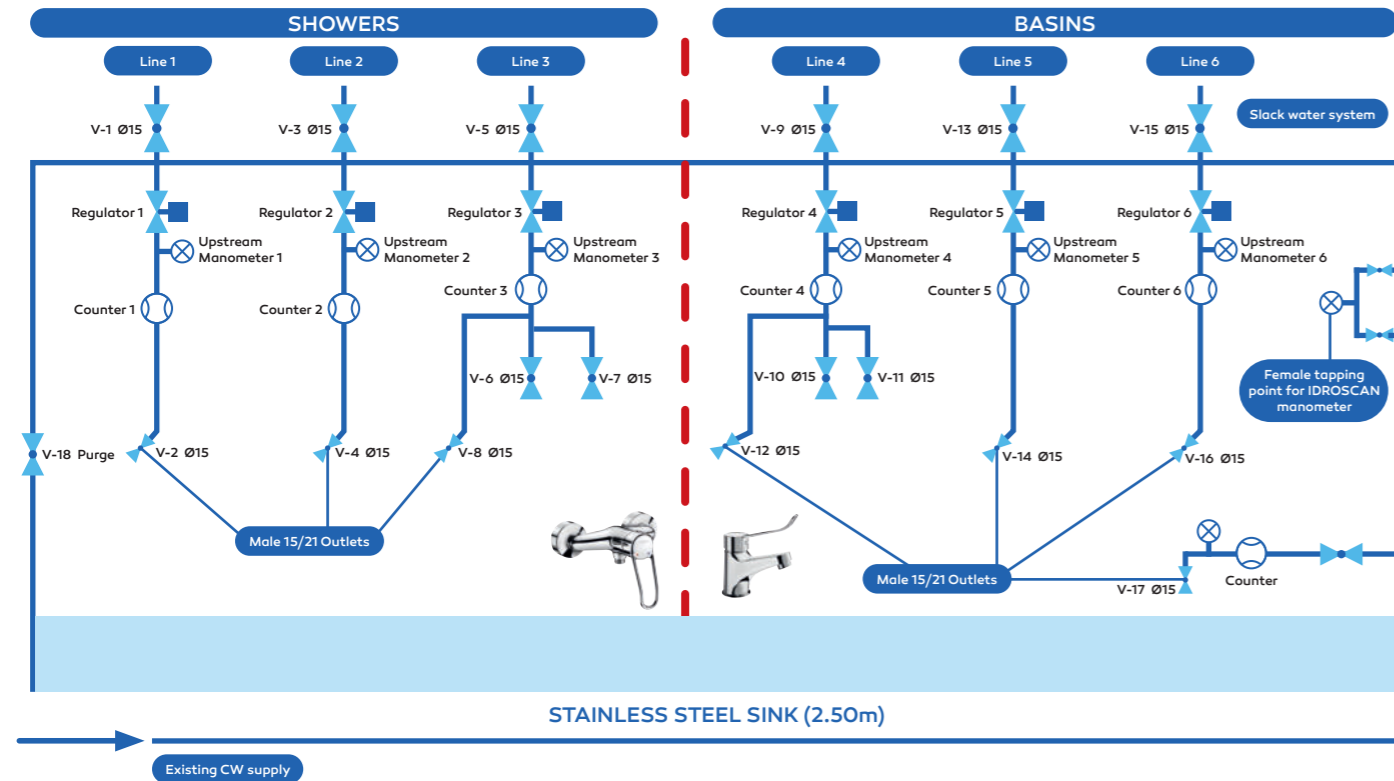 SHOWERS
BASINS
Line 1
Line 2
Line 3
Line 4
Line 5
Line 6
V-1 Ø15
V-3 Ø15
V-5 Ø15
V-9 Ø15
V-13 Ø15
V-15 Ø15
Slack water system
Regulator 1
Regulator 2
Regulator 3
Regulator 4
Regulator 5
Regulator 6
Upstream
Manometer 1
Upstream
Manometer 2
Upstream
Manometer 3
Upstream
Manometer 4
Upstream
Manometer 5
Upstream
Manometer 6
Counter 1
Counter 2
Counter 3
Counter 4
Counter 5
Counter 6
V-6 Ø15
V-7 Ø15
V-10 Ø15
V-11 Ø15
Female tapping
point for IDROSCAN
manometer
V-18 Purge
V-2 Ø15
V-4 Ø15
V-8 Ø15
V-12 Ø15
V-14 Ø15
V-16 Ø15
Male 15/21 Outlets
Male 15/21 Outlets
V-17 Ø15
Counter
STAINLESS STEEL SINK (2.50m)
Existing CW supply